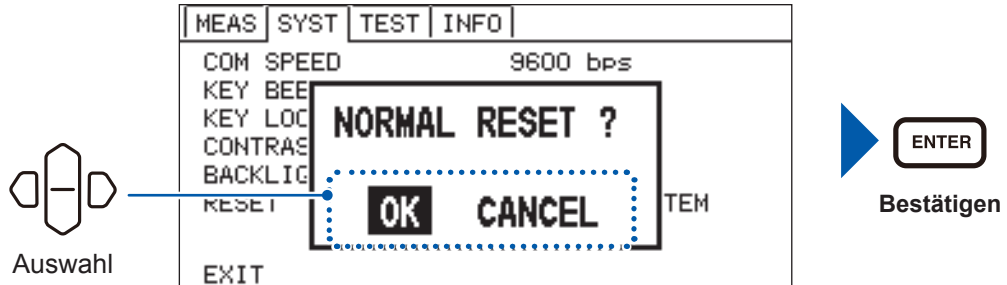 MEAS SYST TEST INFO
COM SPEED 9600 bps
KEY BEE
KEY LOC
NORMAL RESET ?
CONTRAS
BACKLIG
RESET TEM
OK CANCEL
EXIT
Auswahl
ENTER
Bestätigen